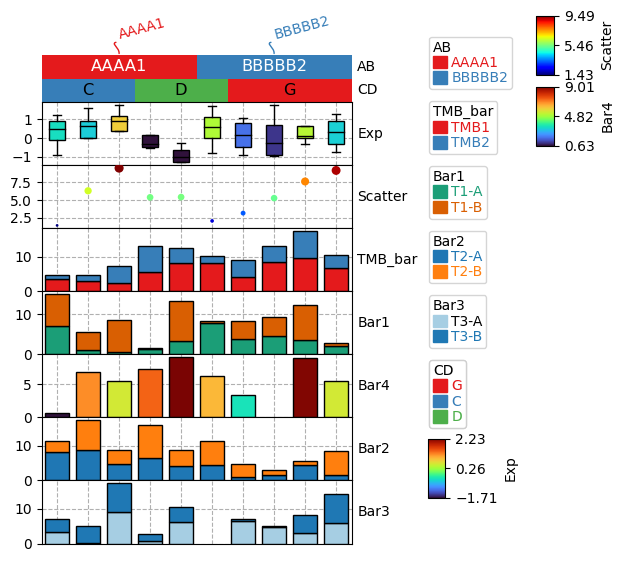 AAAA1
BBBBB2
AAAA1
BBBBB2
AB
C
D
G
CD
1
0
−1
Exp
7.5
5.0
2.5
Scatter
10
0
TMB_bar
10
0
Bar1
5
0
Bar4
10
0
Bar2
10
0
Bar3
AB
AAAA1
BBBBB2
TMB_bar
TMB1
TMB2
Bar1
T1-A
T1-B
Bar2
T2-A
T2-B
Bar3
T3-A
T3-B
CD
G
C
D
2.23
0.26
−1.71
Exp
9.49
5.46
1.43
Scatter
9.01
4.82
0.63
Bar4